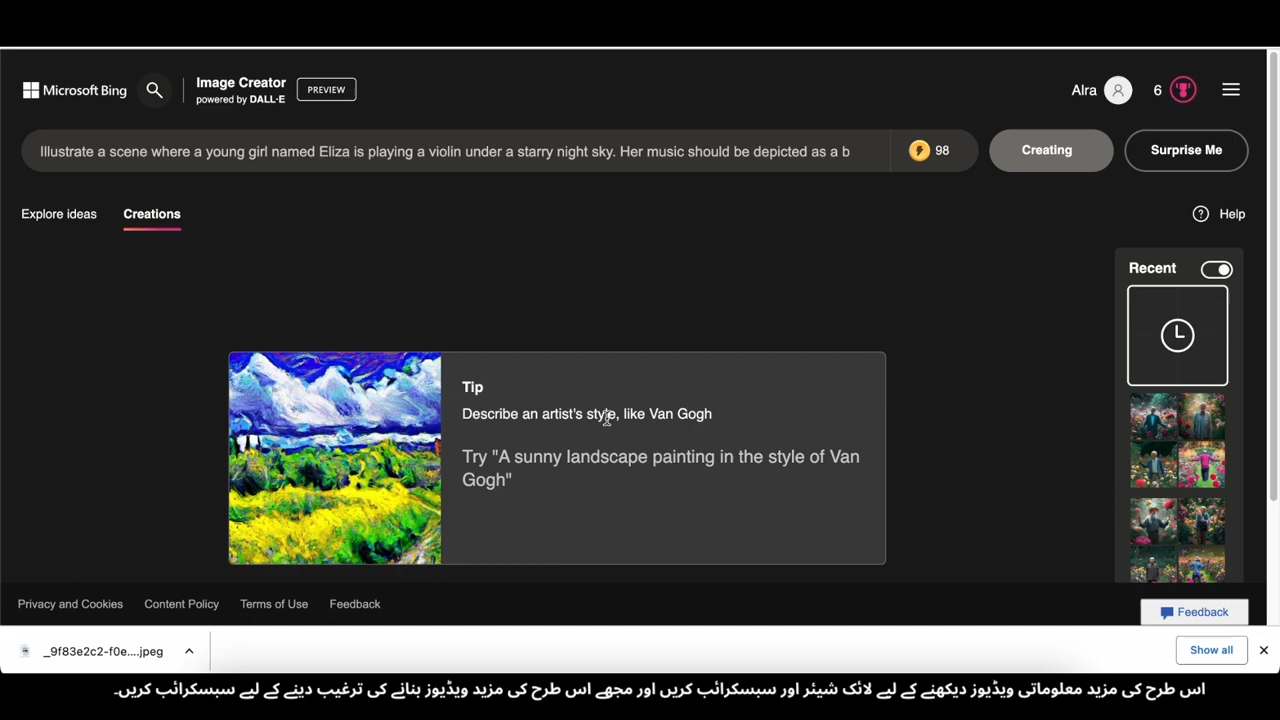 Microsoft Bing
Image Creator
powered by DALL·E
PREVIEW
Alra
6
Illustrate a scene where a young girl named Eliza is playing a violin under a starry night sky. Her music should be depicted as a b
98
Creating
Surprise Me
Explore ideas
Creations
Help
Recent
Tip
Describe an artist's style, like Van Gogh
Try "A sunny landscape painting in the style of Van
Gogh"
Privacy and Cookies
Content Policy
Terms of Use
Feedback
Feedback
_9f83e2c2-f0e....jpeg
Show all
اس طرح کی مزید معلوماتی ویڈیوز دیکھنے کے لیے لائک شیئر اور سبسکرائب کریں اور مجھے اس طرح کی مزید ویڈیوز بنانے کی ترغیب دینے کے لیے سبسکرائب کریں۔